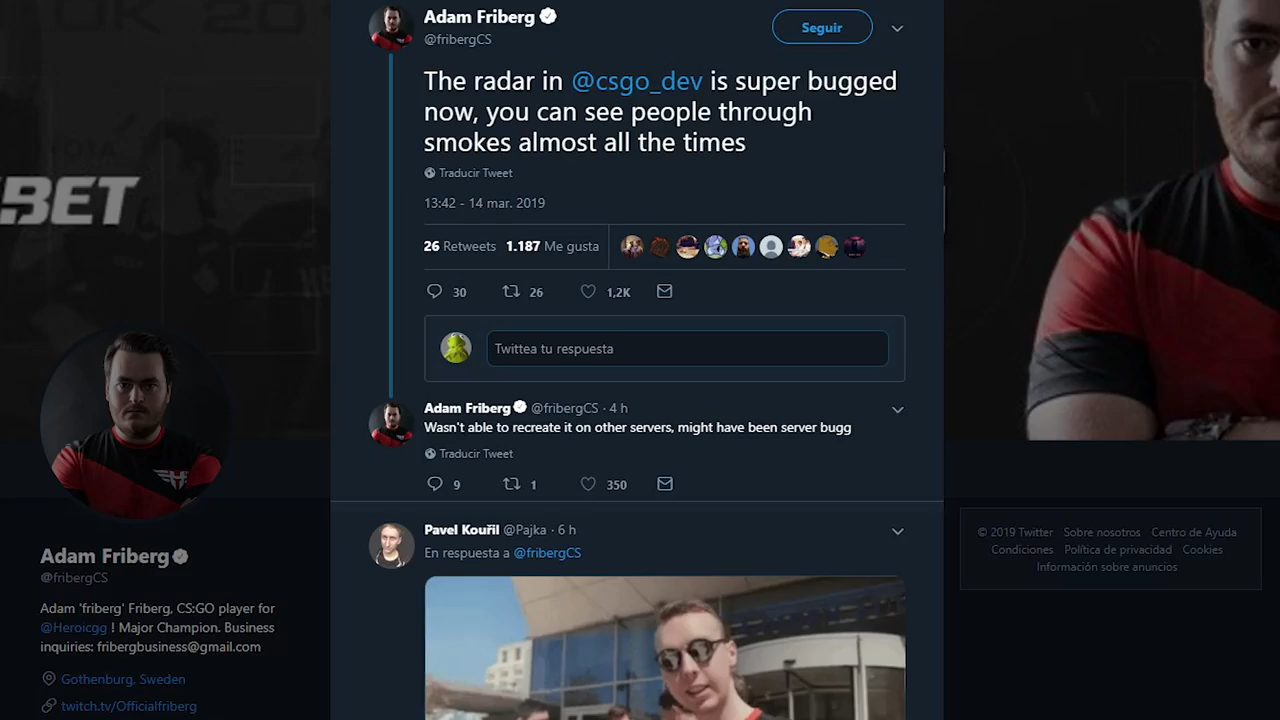 Adam Friberg
@fribergCS
Seguir
The radar in @csgo_dev is super bugged
now, you can see people through
smokes almost all the times
Traducir Tweet
13:42 - 14 mar. 2019
26 Retweets 1.187 Me gusta
30 26 1,2K
Twittea tu respuesta
Adam Friberg @fribergCS · 4 h
Wasn't able to recreate it on other servers, might have been server bugg
Traducir Tweet
9 1 350
Pavel Kouřil @Pajka · 6 h
En respuesta a @fribergCS
BET
Adam Friberg
@fribergCS
Adam 'friberg' Friberg, CS:GO player for
@Heroicgg ! Major Champion. Business
inquiries: fribergbusiness@gmail.com
Gothenburg, Sweden
twitch.tv/Officialfriberg
© 2019 Twitter Sobre nosotros Centro de Ayuda
Condiciones Política de privacidad Cookies
Información sobre anuncios